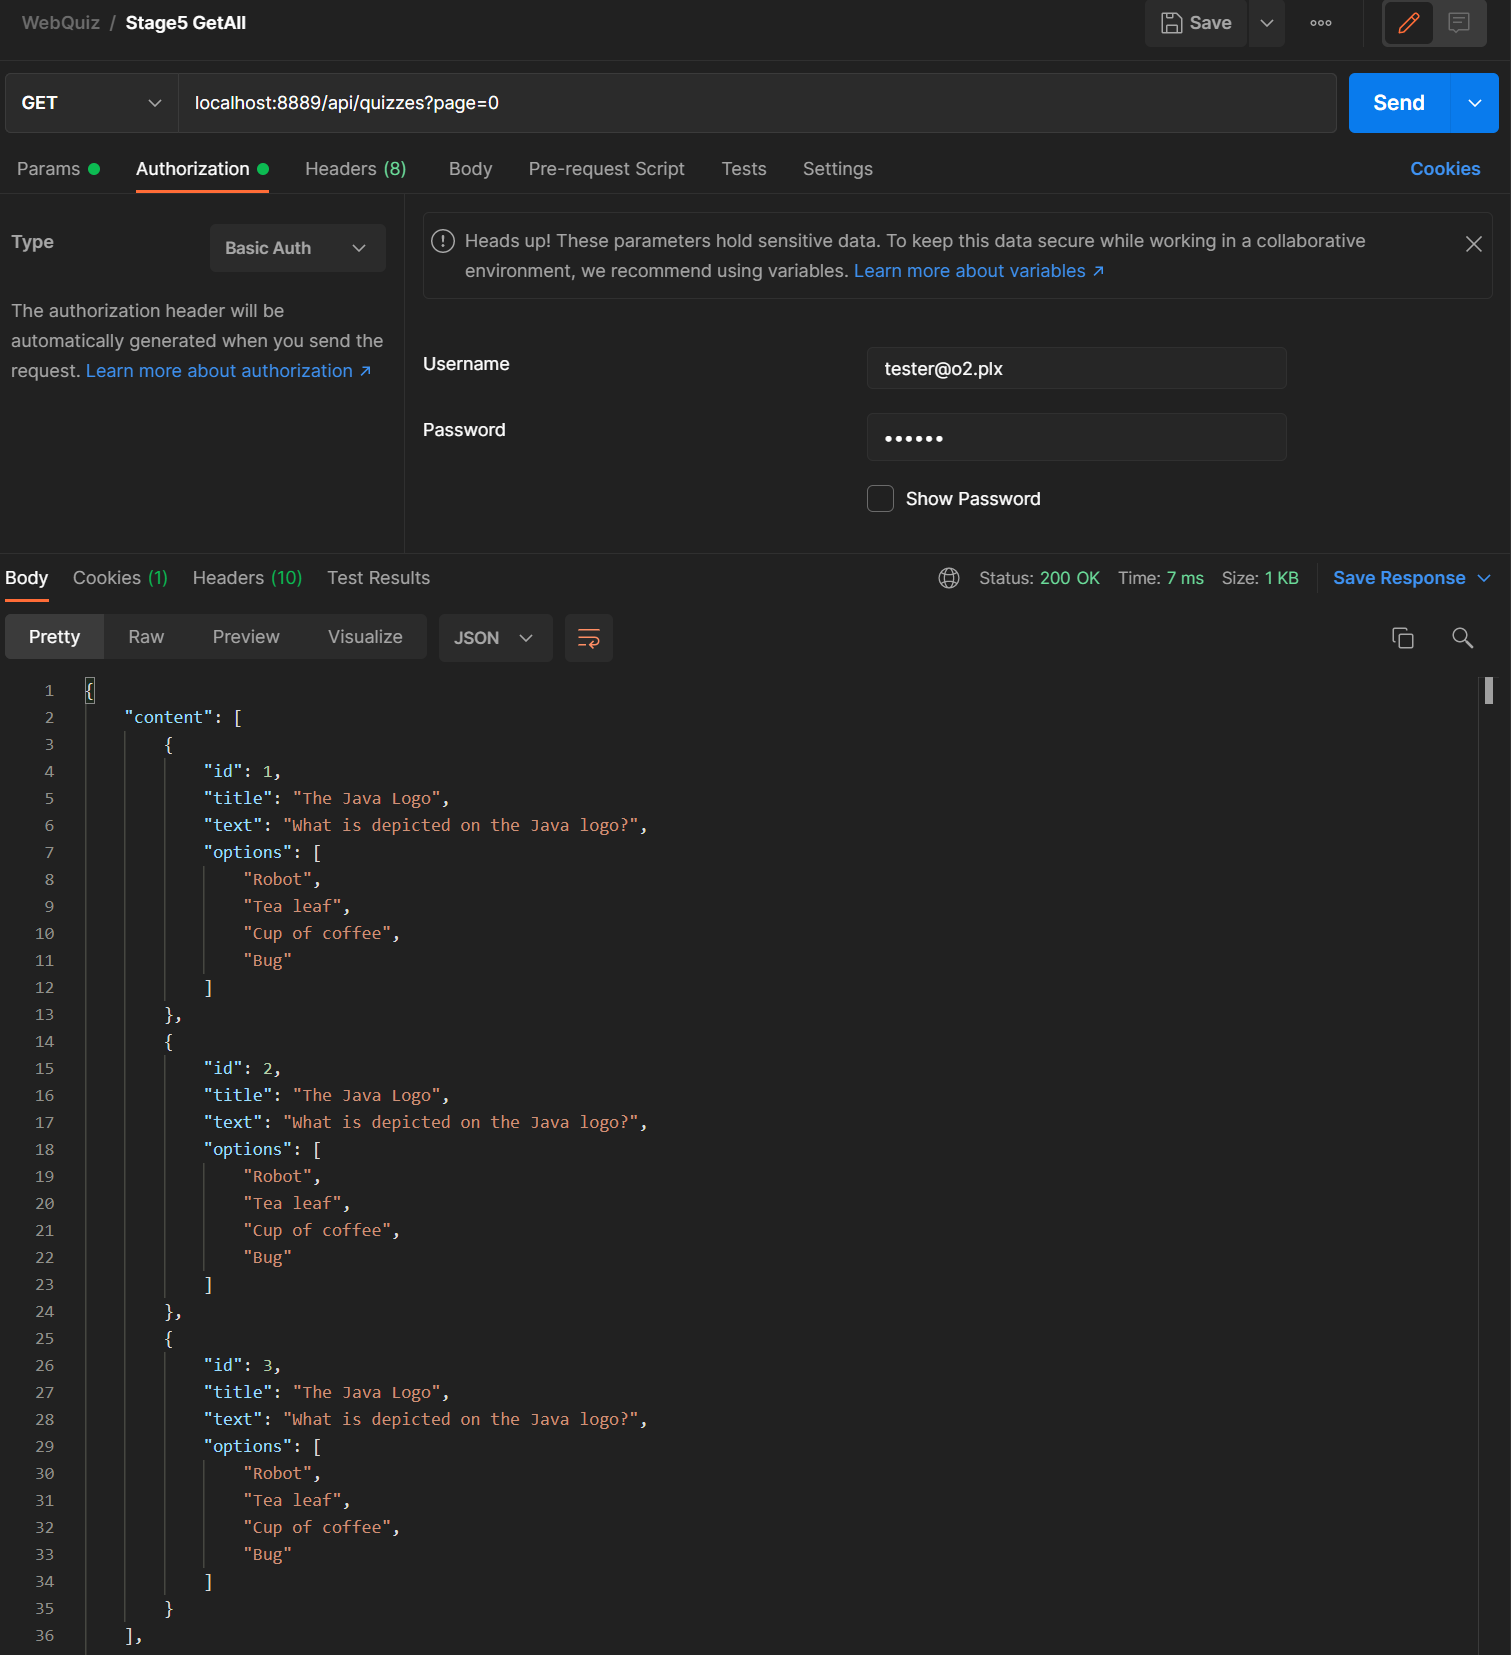 WebQuiz / Stage5 GetAll
Save
GET
localhost:8889/api/quizzes?page=0
Send
Params
Authorization
Headers (8)
Body
Pre-request Script
Tests
Settings
Cookies
Type
Basic Auth
The authorization header will be
automatically generated when you send the
request. Learn more about authorization ↗
Heads up! These parameters hold sensitive data. To keep this data secure while working in a collaborative
environment, we recommend using variables. Learn more about variables ↗
Username
tester@o2.plx
Password
••••••
Show Password
Body
Cookies (1)
Headers (10)
Test Results
Status: 200 OK
Time: 7 ms
Size: 1 KB
Save Response
Pretty
Raw
Preview
Visualize
JSON
1 {
2 "content": [
3 {
4 "id": 1,
5 "title": "The Java Logo",
6 "text": "What is depicted on the Java logo?",
7 "options": [
8 "Robot",
9 "Tea leaf",
10 "Cup of coffee",
11 "Bug"
12 ]
13 },
14 {
15 "id": 2,
16 "title": "The Java Logo",
17 "text": "What is depicted on the Java logo?",
18 "options": [
19 "Robot",
20 "Tea leaf",
21 "Cup of coffee",
22 "Bug"
23 ]
24 },
25 {
26 "id": 3,
27 "title": "The Java Logo",
28 "text": "What is depicted on the Java logo?",
29 "options": [
30 "Robot",
31 "Tea leaf",
32 "Cup of coffee",
33 "Bug"
34 ]
35 }
36 ],